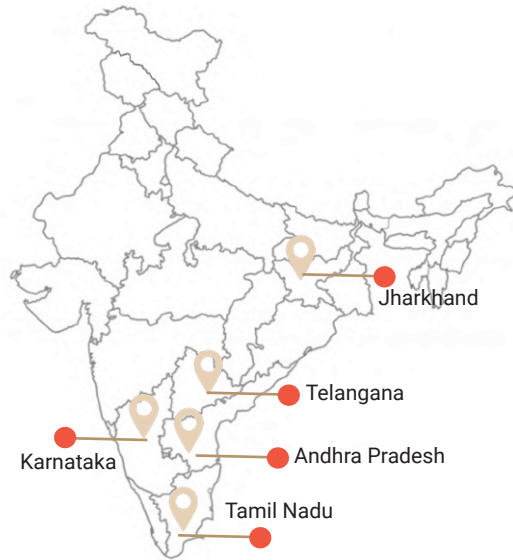 Jharkhand
Telangana
Karnataka
Andhra Pradesh
Tamil Nadu